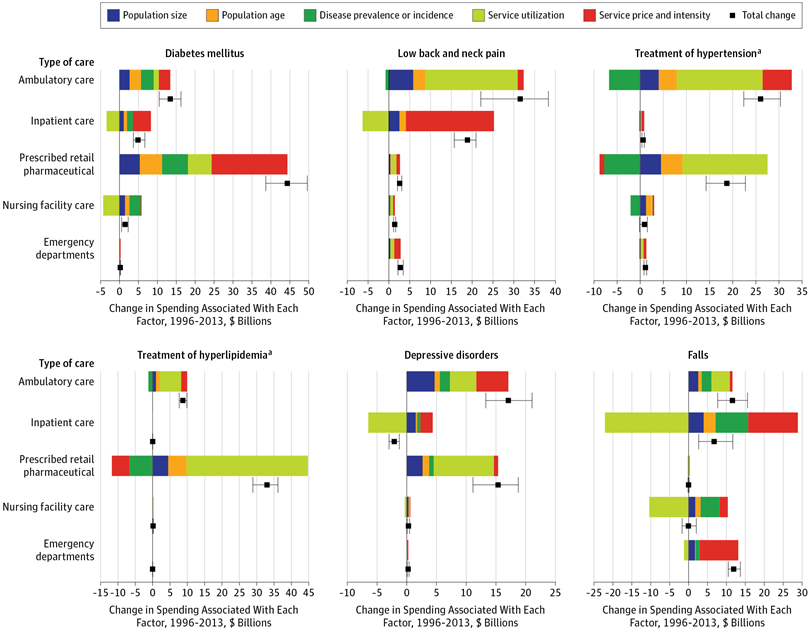 Population size Population age Disease prevalence or incidence Service utilization Service price and intensity Total change
Type of care Diabetes mellitus Low back and neck pain Treatment of hypertensionᵃ
Ambulatory care
Inpatient care
Prescribed retail
pharmaceutical
Nursing facility care
Emergency
departments
-5 0 5 10 15 20 25 30 35 40 45 50
Change in Spending Associated With Each
Factor, 1996-2013, $ Billions
-10 0 10 20 30 40
Change in Spending Associated With Each
Factor, 1996-2013, $ Billions
-10 -5 0 5 10 15 20 25 30 35
Change in Spending Associated With Each
Factor, 1996-2013, $ Billions
Type of care Treatment of hyperlipidemiaᵃ Depressive disorders Falls
Ambulatory care
Inpatient care
Prescribed retail
pharmaceutical
Nursing facility care
Emergency
departments
-15 -10 -5 0 5 10 15 20 25 30 35 40 45
Change in Spending Associated With Each
Factor, 1996-2013, $ Billions
-10 -5 0 5 10 15 20 25
Change in Spending Associated With Each
Factor, 1996-2013, $ Billions
-25 -20 -15 -10 -5 0 5 10 15 20 25 30
Change in Spending Associated With Each
Factor, 1996-2013, $ Billions